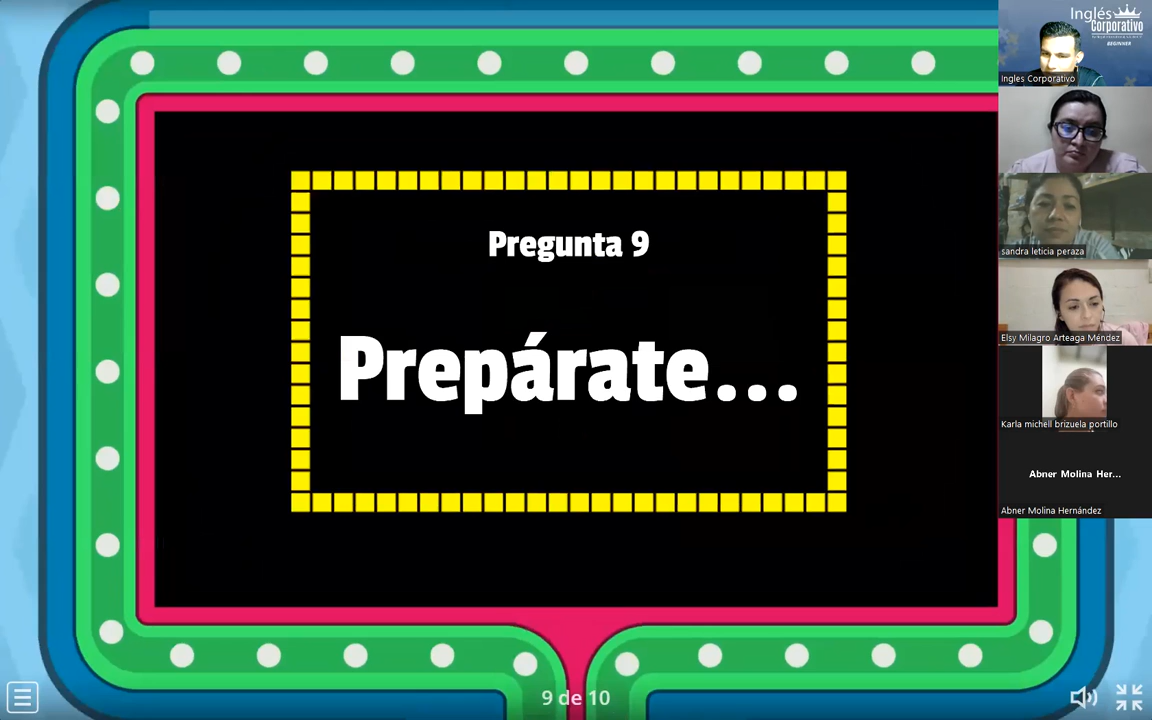 Pregunta 9
Prepárate...
9 de 10
Inglés
Corporativo
BEGINNER
Ingles Corporativo
sandra leticia peraza
Elsy Milagro Arteaga Méndez
Karla michell brizuela portillo
Abner Molina Her...
Abner Molina Hernández